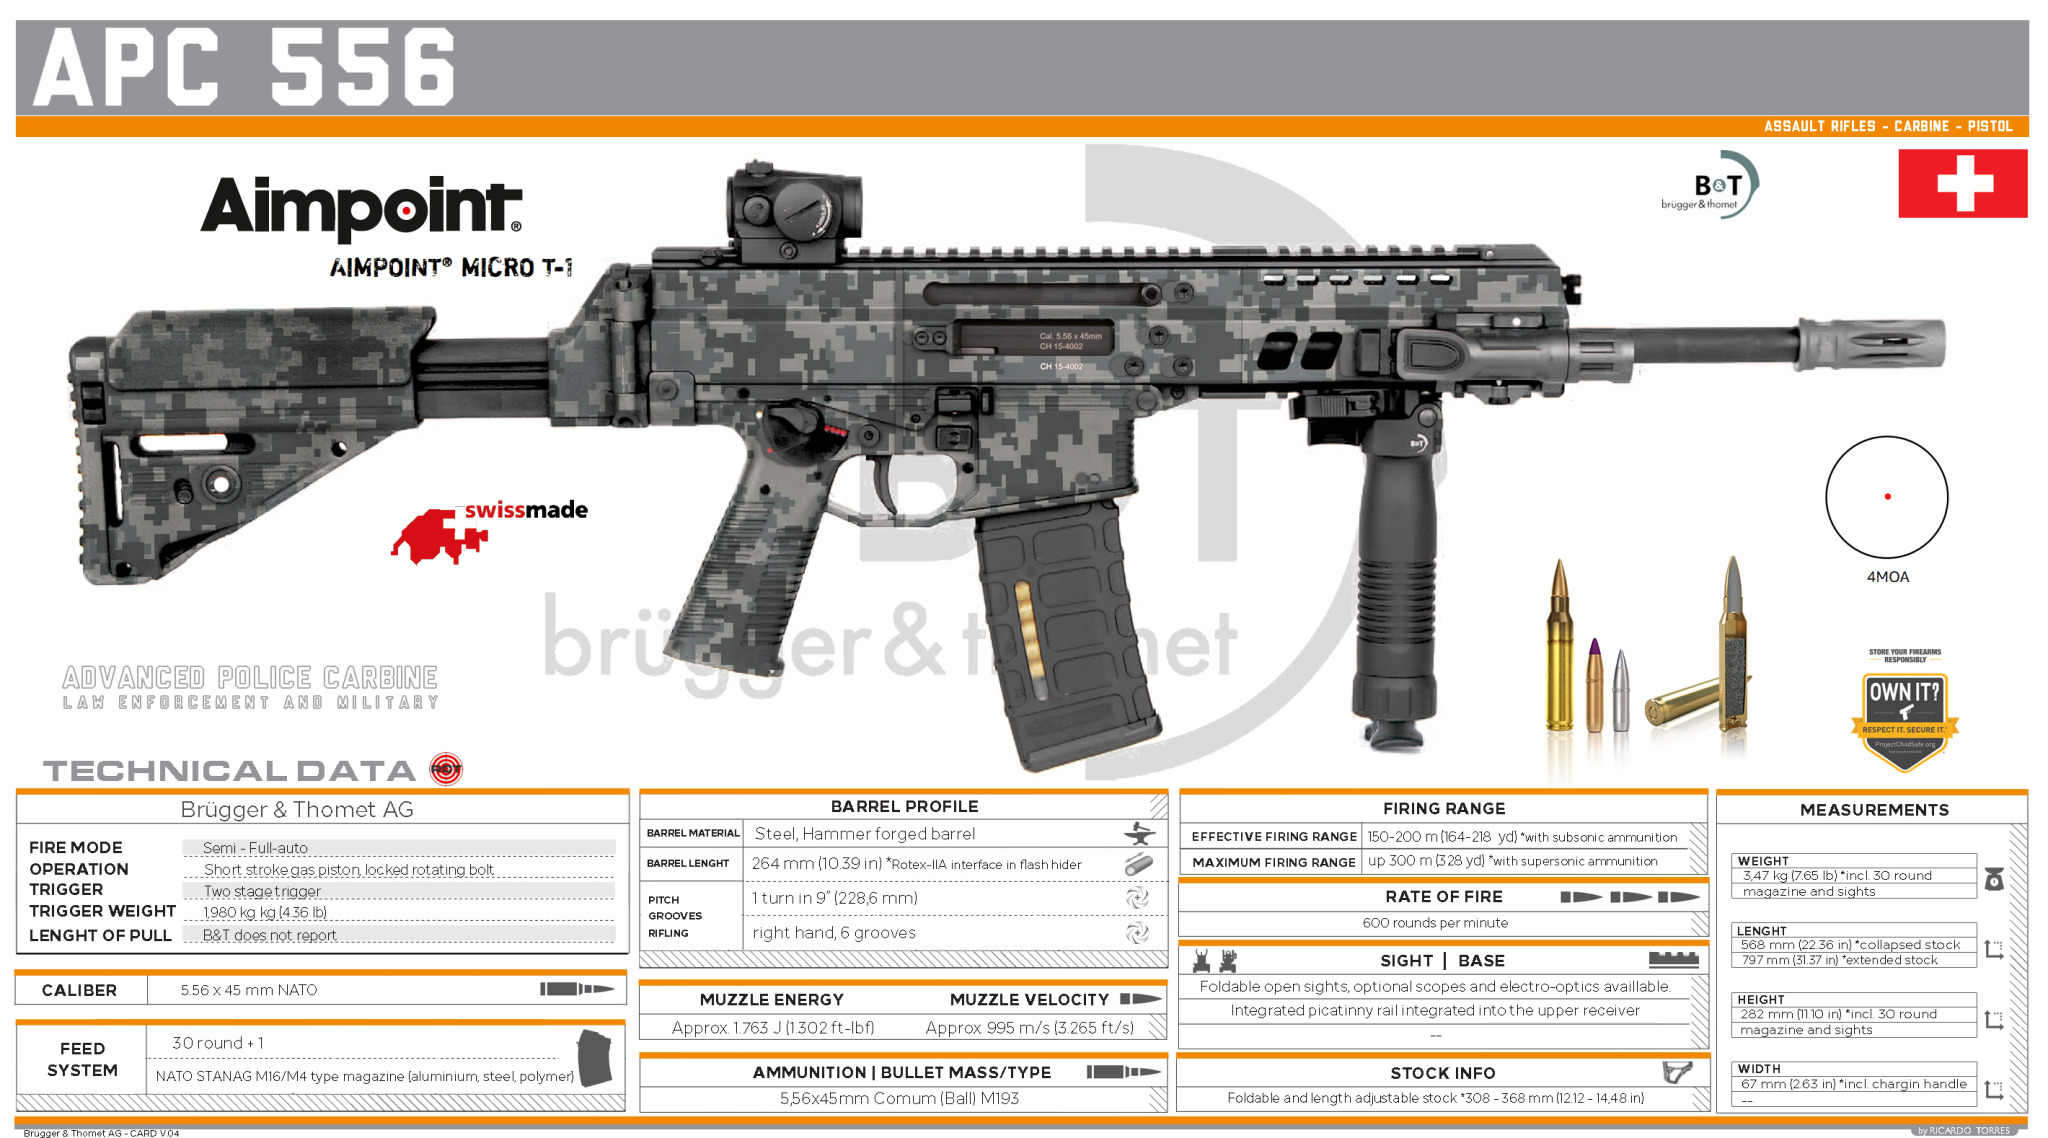 APC 556
ASSAULT RIFLES - CARBINE - PISTOL
Aimpoint®
AIMPOINT® MICRO T-1
B&T
brügger & thomet
Cal. 5,56 x 45mm
CH 15-4002
CH 15-4002
B&T
swissmade
brügger & thomet
4MOA
STORE YOUR FIREARMS
RESPONSIBLY
OWN IT?
RESPECT IT. SECURE IT.
ProjectChildSafe.org
ADVANCED POLICE CARBINE
LAW ENFORCEMENT AND MILITARY
TECHNICAL DATA
Brügger & Thomet AG
FIRE MODE Semi - Full-auto
OPERATION Short stroke gas piston, locked rotating bolt
TRIGGER Two stage trigger
TRIGGER WEIGHT 1,980 kg kg (4.36 lb)
LENGHT OF PULL B&T does not report
CALIBER 5.56 x 45 mm NATO
FEED
SYSTEM
30 round + 1
NATO STANAG M16/M4 type magazine (aluminium, steel, polymer)
BARREL PROFILE
BARREL MATERIAL Steel, Hammer forged barrel
BARREL LENGHT 264 mm (10.39 in) *Rotex-IIA interface in flash hider
PITCH
GROOVES
RIFLING
1 turn in 9” (228,6 mm)
right hand, 6 grooves
MUZZLE ENERGY MUZZLE VELOCITY
Approx. 1.763 J (1.302 ft-lbf) Approx. 995 m/s (3.265 ft/s)
AMMUNITION | BULLET MASS/TYPE
5,56x45mm Comum (Ball) M193
FIRING RANGE
EFFECTIVE FIRING RANGE 150-200 m (164-218 yd) *with subsonic ammunition
MAXIMUM FIRING RANGE up 300 m (328 yd) *with supersonic ammunition
RATE OF FIRE
600 rounds per minute
SIGHT | BASE
Foldable open sights, optional scopes and electro-optics availlable.
Integrated picatinny rail integrated into the upper receiver
--
STOCK INFO
Foldable and length adjustable stock *308 - 368 mm (12.12 - 14,48 in)
MEASUREMENTS
WEIGHT
3,47 kg (7.65 lb) *incl. 30 round
magazine and sights
LENGHT
568 mm (22.36 in) *collapsed stock
797 mm (31.37 in) *extended stock
HEIGHT
282 mm (11.10 in) *incl. 30 round
magazine and sights
WIDTH
67 mm (2.63 in) *incl. chargin handle
--
Brugger & Thomet AG - CARD V.04
by RICARDO TORRES